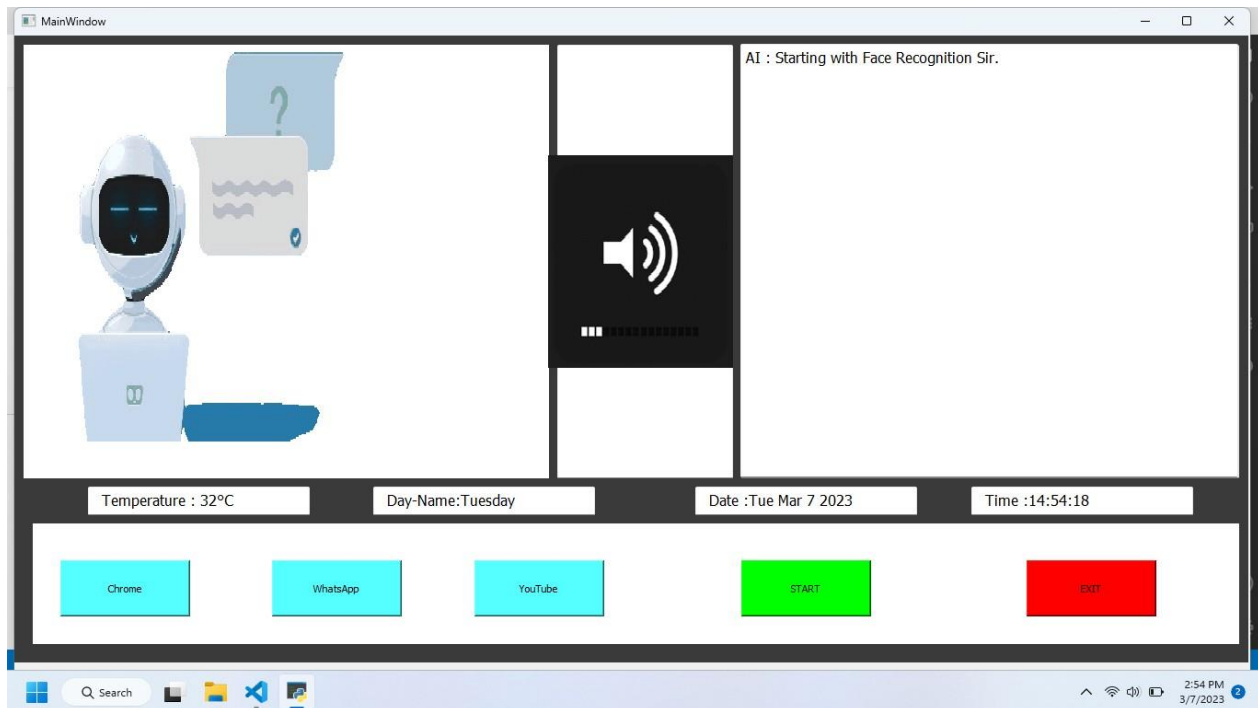 MainWindow
AI : Starting with Face Recognition Sir.
?
Temperature : 32°C
Day-Name:Tuesday
Date :Tue Mar 7 2023
Time :14:54:18
Chrome
WhatsApp
YouTube
START
EXIT
Search
2:54 PM
3/7/2023
2